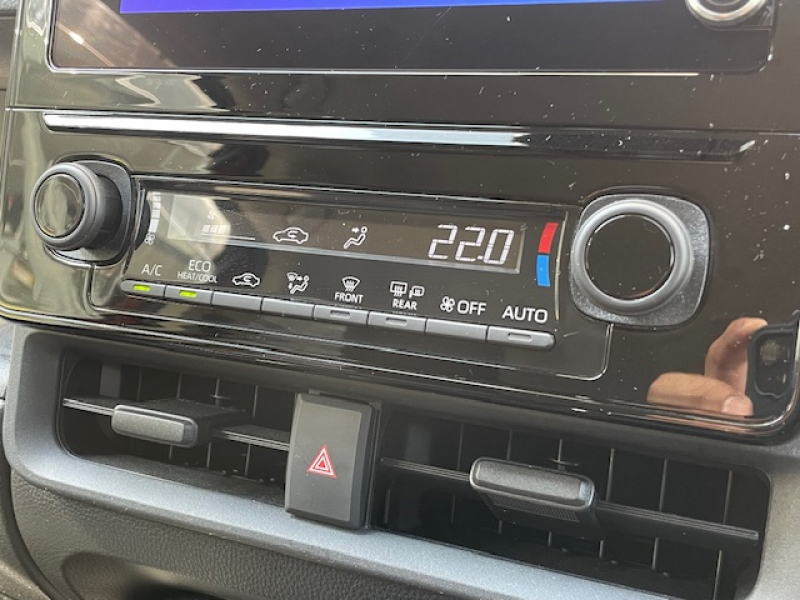 22.0
A/C
ECO
HEAT/COOL
FRONT
REAR
OFF
AUTO